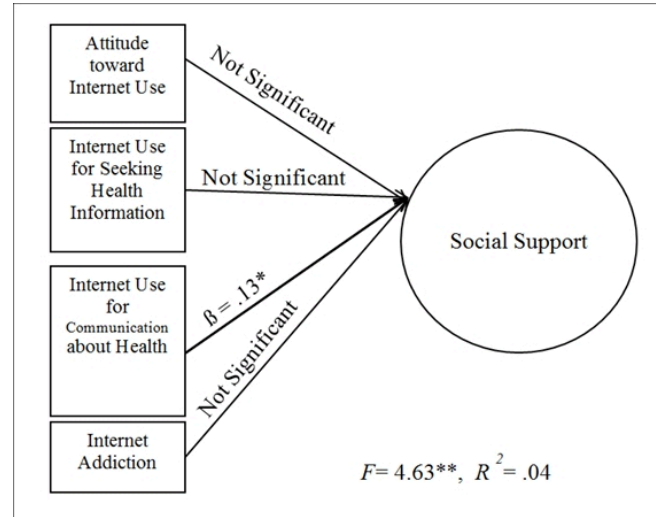 Attitude
toward
Internet Use
Not Significant
Internet Use
for Seeking
Health
Information
Not Significant
Internet Use
for
Communication
about Health
ß = .13*
Internet
Addiction
Not Significant
Social Support
F= 4.63**, R²= .04